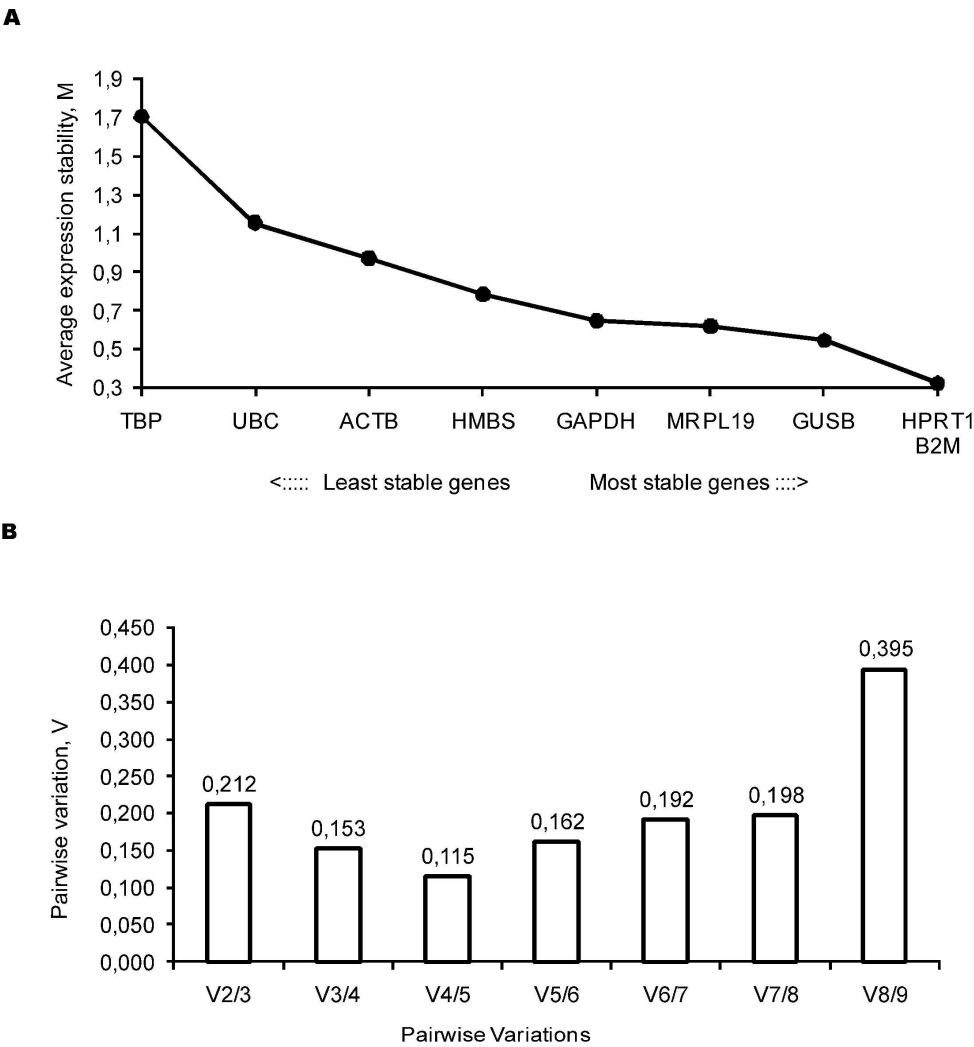 A
Average expression stability, M
1,9
1,7
1,5
1,3
1,1
0,9
0,7
0,5
0,3
TBP UBC ACTB HMBS GAPDH MRPL19 GUSB HPRT1
B2M
<::::: Least stable genes Most stable genes ::::>
B
Pairwise variation, V
0,450
0,400
0,350
0,300
0,250
0,200
0,150
0,100
0,050
0,000
0,212
0,153
0,115
0,162
0,192
0,198
0,395
V2/3 V3/4 V4/5 V5/6 V6/7 V7/8 V8/9
Pairwise Variations